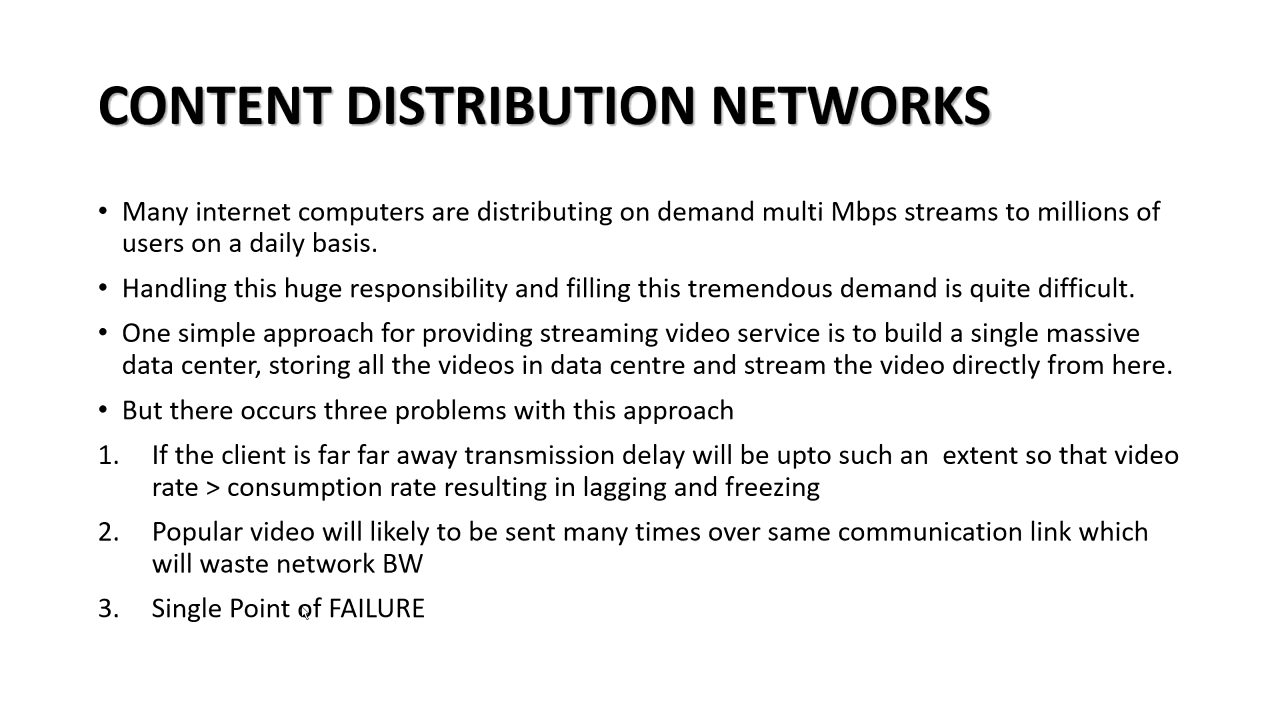 CONTENT DISTRIBUTION NETWORKS
• Many internet computers are distributing on demand multi Mbps streams to millions of
users on a daily basis.
• Handling this huge responsibility and filling this tremendous demand is quite difficult.
• One simple approach for providing streaming video service is to build a single massive
data center, storing all the videos in data centre and stream the video directly from here.
• But there occurs three problems with this approach
1. If the client is far far away transmission delay will be upto such an  extent so that video
rate > consumption rate resulting in lagging and freezing
2. Popular video will likely to be sent many times over same communication link which
will waste network BW
3. Single Point of FAILURE